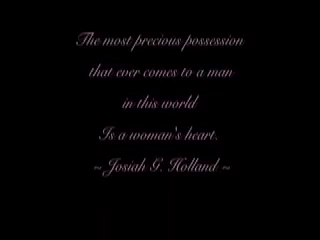 The most precious possession
that ever comes to a man
in this world
Is a woman's heart.
~ Josiah G. Holland ~